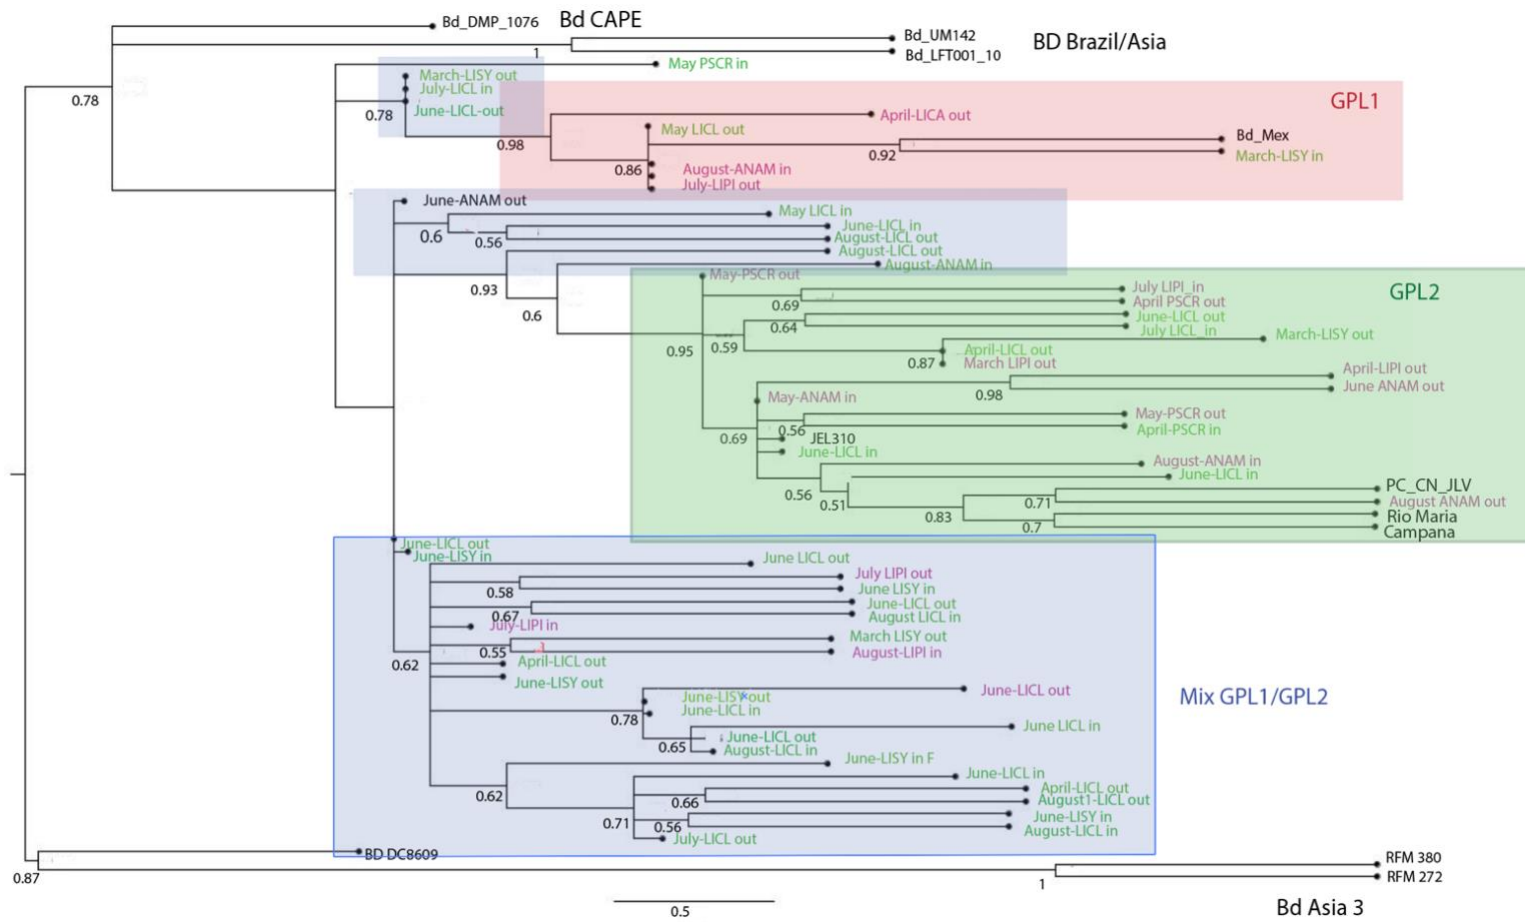 Bd_DMP_1076 Bd CAPE
Bd_UM142
1
Bd_LFT001_10
BD Brazil/Asia
May PSCR in
March-LISY out
July-LICL in
0.78
0.78
June-LICL-out
GPL1
April-LICA out
0.98
May LICL out
Bd_Mex
0.92
March-LISY in
0.86
August-ANAM in
July-LIPI out
June-ANAM out
May LICL in
0.6
June-LICL in
0.56
August-LICL out
August-LICL out
August-ANAM in
0.93
0.6
May-PSCR out
GPL2
July LIPI_in
0.69
April PSCR out
June-LICL out
0.64
July LICL_in
March-LISY out
0.95
0.59
April-LICL out
0.87
March LIPI out
April-LIPI out
0.98
June ANAM out
May-ANAM in
May-PSCR out
0.56
April-PSCR in
0.69
JEL310
June-LICL in
August-ANAM in
June-LICL in
0.56
0.51
PC_CN_JLV
0.71
August ANAM out
0.83
Rio Maria
0.7
Campana
June-LICL out
June-LISY in
June LICL out
July LIPI out
0.58
June LISY in
June-LICL out
0.67
August LICL in
July-LIPI in
March LISY out
0.55
August-LIPI in
0.62
April-LICL out
June-LISY out
June-LICL out
June-LISY out
June-LICL in
0.78
Mix GPL1/GPL2
June LICL in
June-LICL out
0.65
August-LICL in
June-LISY in F
June-LICL in
0.62
April-LICL out
0.66
August1-LICL out
June-LISY in
0.71
0.56
August-LICL in
July-LICL out
BD DC8609
0.87
RFM 380
1
RFM 272
0.5
Bd Asia 3